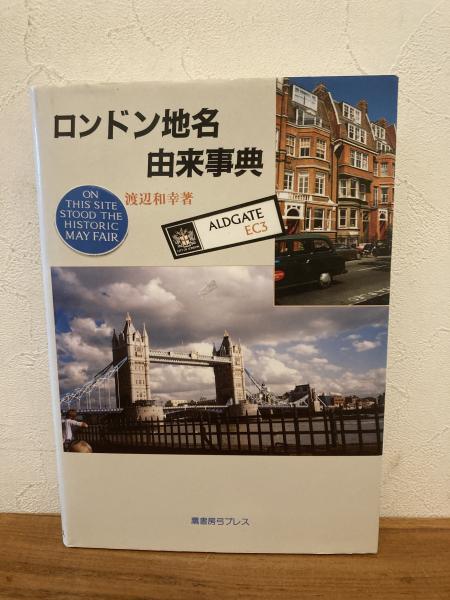 ロンドン地名
由来事典
渡辺和幸著
ON
THIS SITE
STOOD THE
HISTORIC
MAY FAIR
ALDGATE
EC3
鷹書房弓プレス